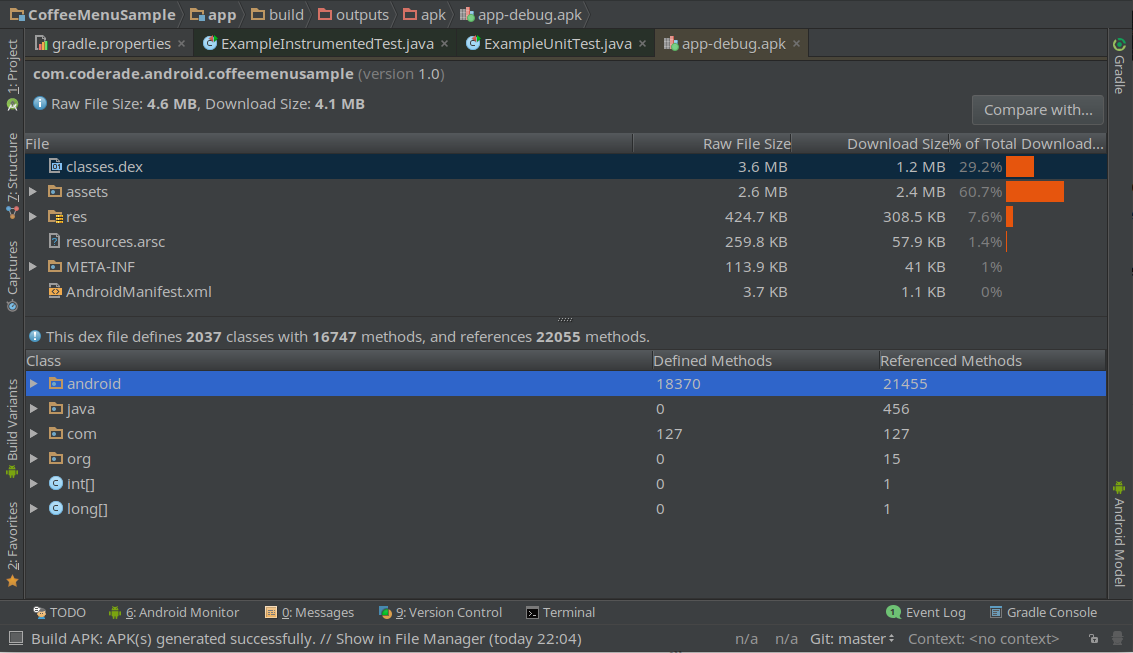 CoffeeMenuSample app build outputs apk app-debug.apk
gradle.properties × ExampleInstrumentedTest.java × ExampleUnitTest.java × app-debug.apk ×
com.coderade.android.coffeemenusample (version 1.0)
Raw File Size: 4.6 MB, Download Size: 4.1 MB
Compare with...
File Raw File Size Download Size % of Total Download...
classes.dex 3.6 MB 1.2 MB 29.2%
assets 2.6 MB 2.4 MB 60.7%
res 424.7 KB 308.5 KB 7.6%
resources.arsc 259.8 KB 57.9 KB 1.4%
META-INF 113.9 KB 41 KB 1%
AndroidManifest.xml 3.7 KB 1.1 KB 0%
This dex file defines 2037 classes with 16747 methods, and references 22055 methods.
Class Defined Methods Referenced Methods
android 18370 21455
java 0 456
com 127 127
org 0 15
int[] 0 1
long[] 0 1
1: Project
7: Structure
Captures
Build Variants
2: Favorites
Gradle
Android Model
TODO 6: Android Monitor 0: Messages 9: Version Control Terminal 1 Event Log Gradle Console
Build APK: APK(s) generated successfully. // Show in File Manager (today 22:04) n/a n/a Git: master Context: <no context>